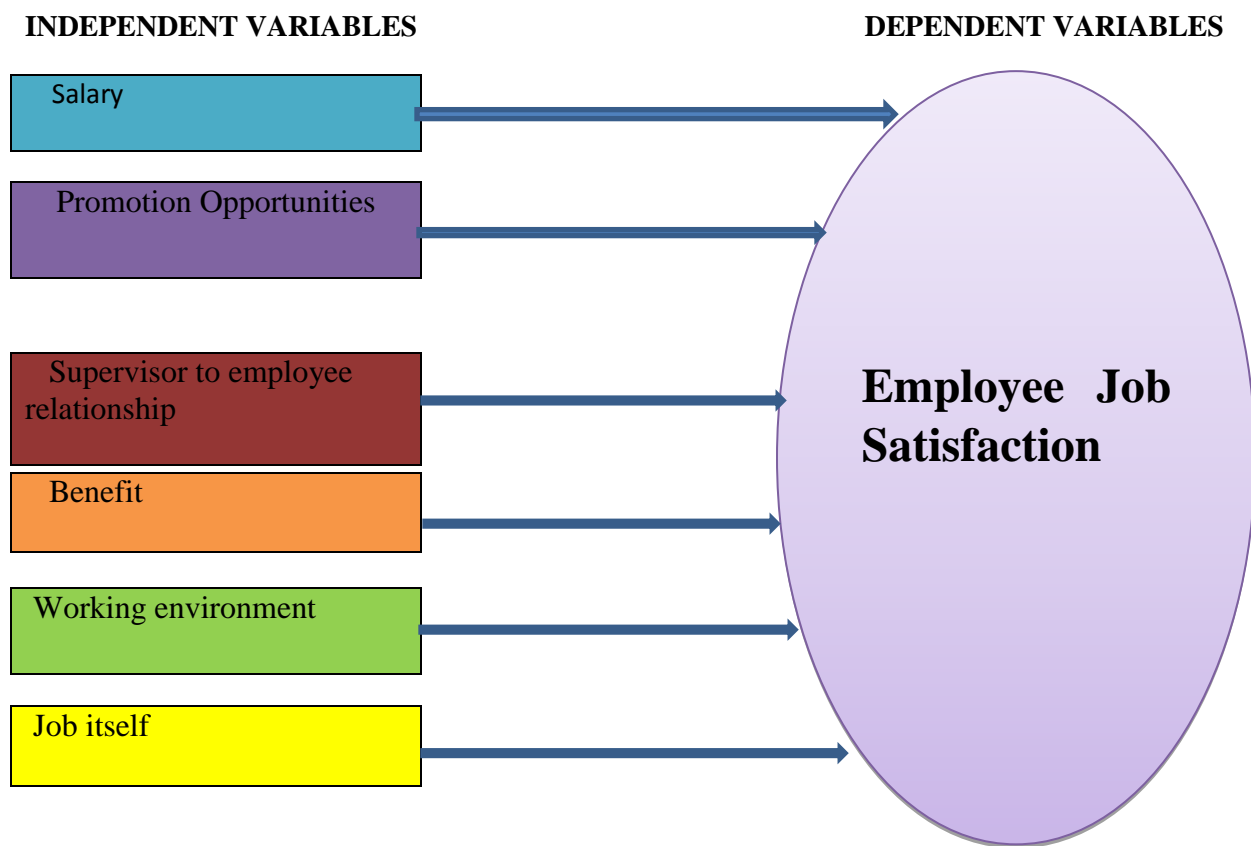 INDEPENDENT VARIABLES
DEPENDENT VARIABLES
Salary
Promotion Opportunities
Supervisor to employee
relationship
Benefit
Working environment
Job itself
Employee Job
Satisfaction